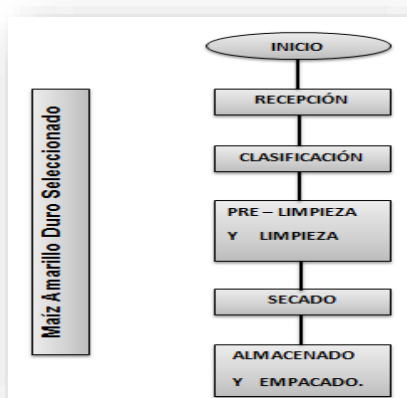 Maíz Amarillo Duro Seleccionado
INICIO
RECEPCIÓN
CLASIFICACIÓN
PRE – LIMPIEZA
Y LIMPIEZA
SECADO
ALMACENADO
Y EMPACADO.